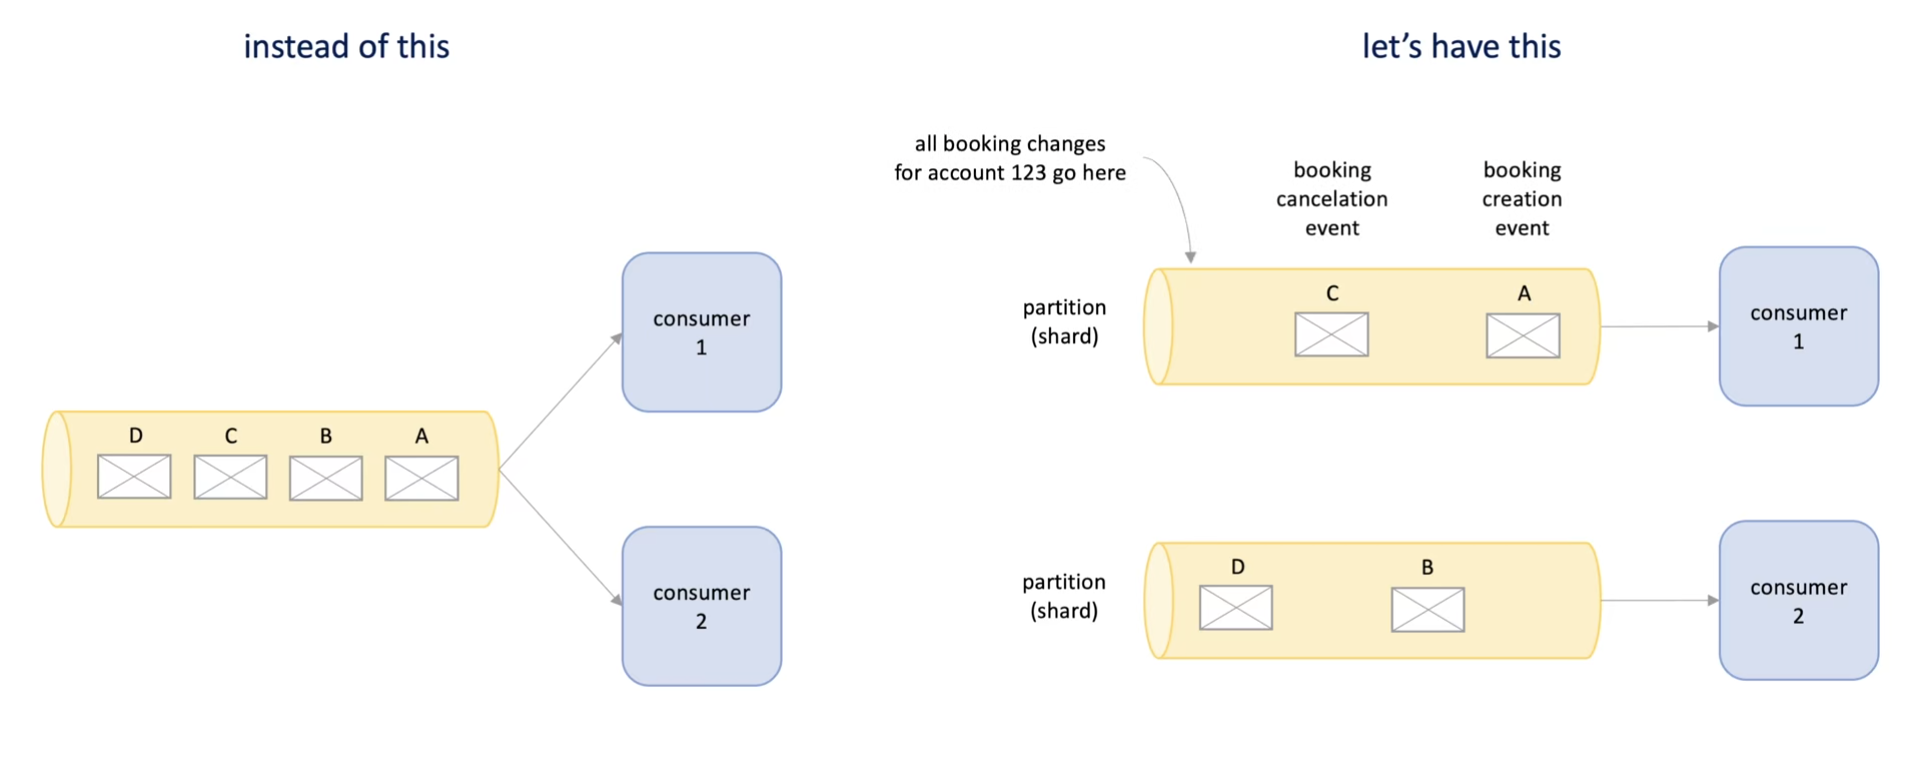 instead of this
D C B A
consumer
1
consumer
2
let's have this
all booking changes
for account 123 go here
booking
cancelation
event
booking
creation
event
partition
(shard)
C A
consumer
1
partition
(shard)
D B
consumer
2